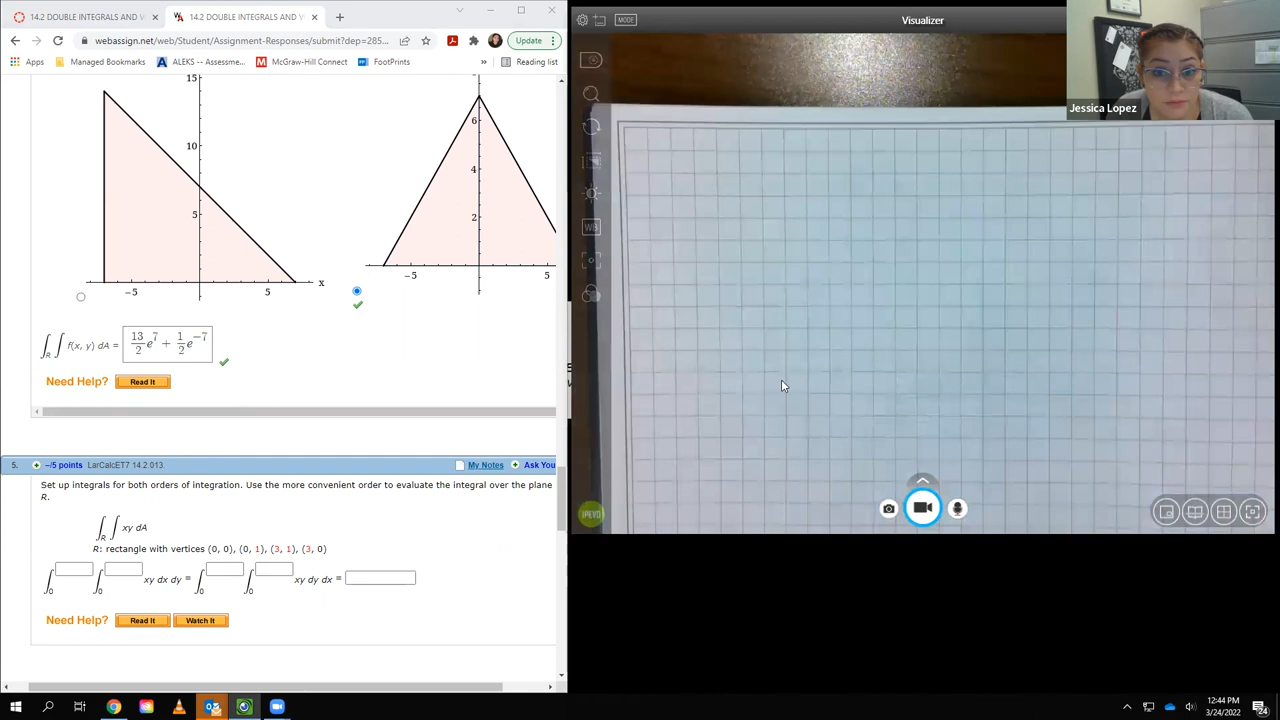 14.2 DOUBLE INTEGRALS AND V
14.2 DOUBLE INTEGRALS AND V
webassign.net/web/Student/Assignment-Responses/submit?dep=285...
Update
Apps
Managed Bookmarks
ALEKS -- Assessme...
McGraw-Hill Connect
FootPrints
»
Reading list
Visualizer
MODE
Jessica Lopez
15
10
5
−5
5
x
6
4
2
−5
5
∫∫R f(x, y) dA = 13/2 e^7 + 1/2 e^−7
Need Help? Read It
WB
IPEVO
5. –/5 points LarCalcET7 14.2.013.
My Notes
Ask You
Set up integrals for both orders of integration. Use the more convenient order to evaluate the integral over the plane
R.
∫R∫ xy dA
R: rectangle with vertices (0, 0), (0, 1), (3, 1), (3, 0)
∫0 ∫0 xy dx dy = ∫0 ∫0 xy dy dx =
Need Help? Read It Watch It
12:44 PM
3/24/2022
24